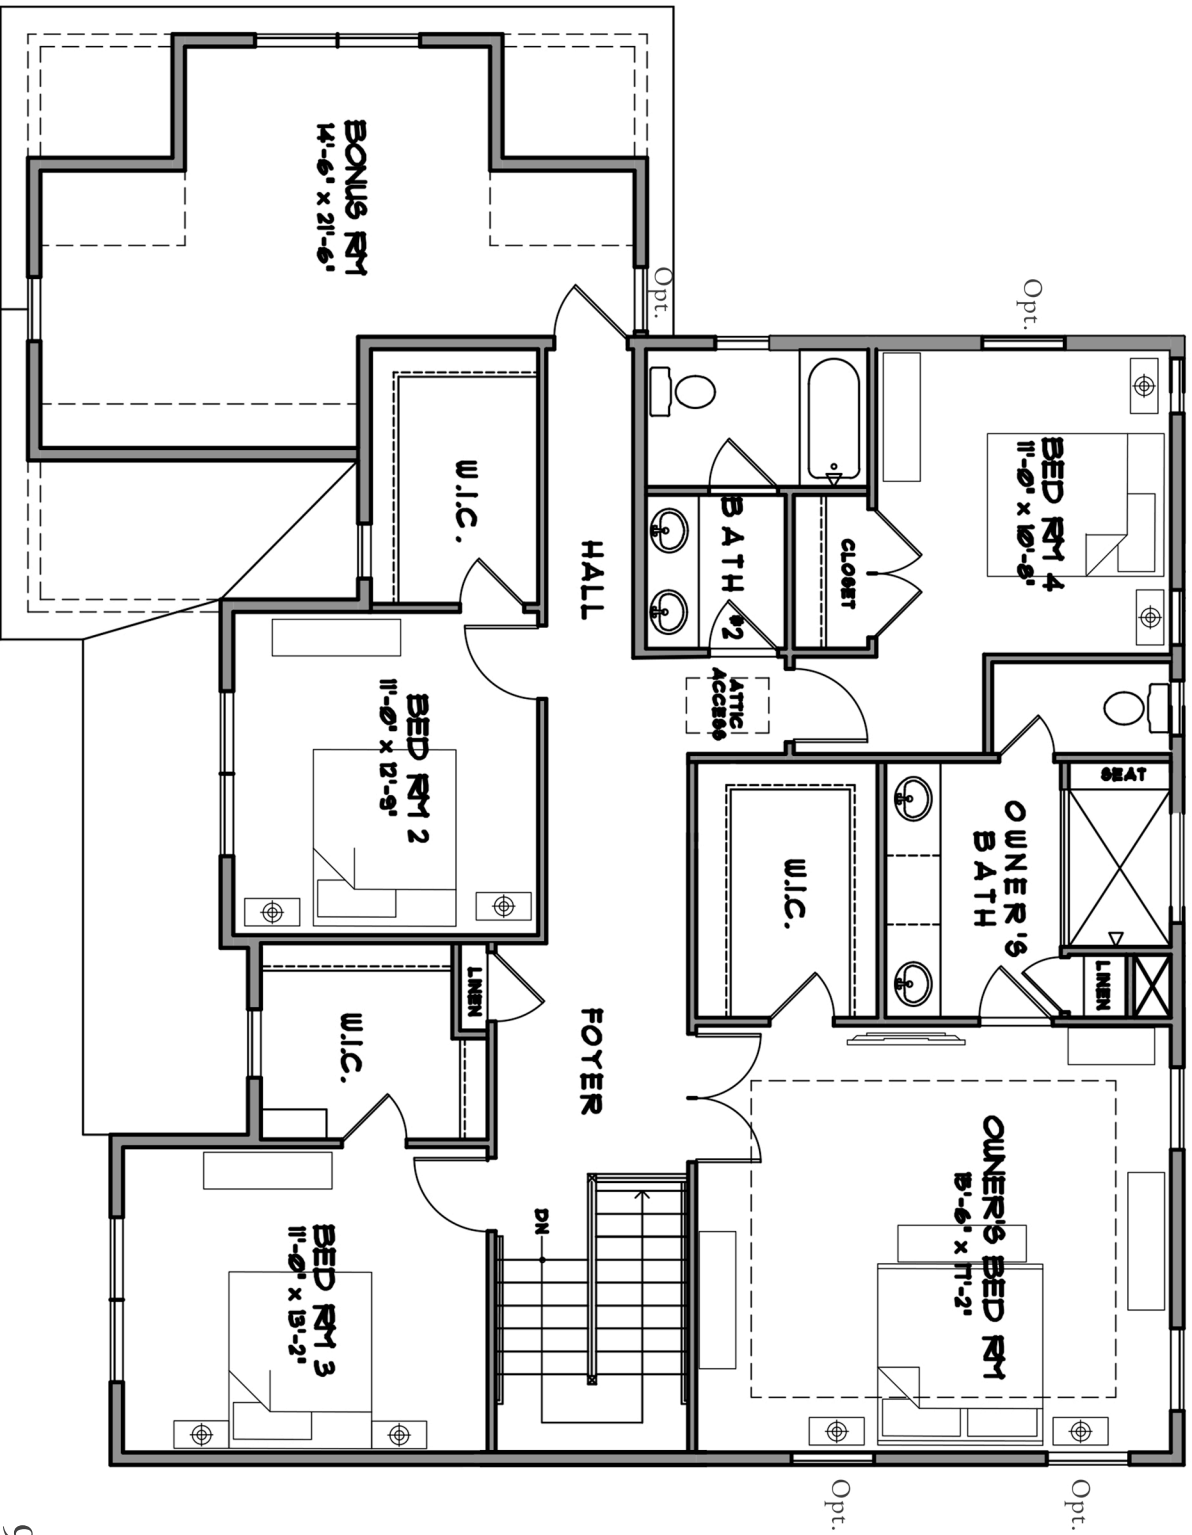 SEAT
LINEN
Opt.
BED RM 4
11'-0" x 10'-8"
OWNER'S
BATH
OWNER'S BED RM
15'-6" x 17'-2"
Opt.
Opt.
CLOSET
W.I.C.
BATH #2
ATTIC
ACCESS
Opt.
HALL
FOYER
DN
W.I.C.
LINEN
BED RM 2
11'-0" x 12'-9"
BONUS RM
14'-6" x 21'-6"
W.I.C.
BED RM 3
11'-0" x 13'-2"